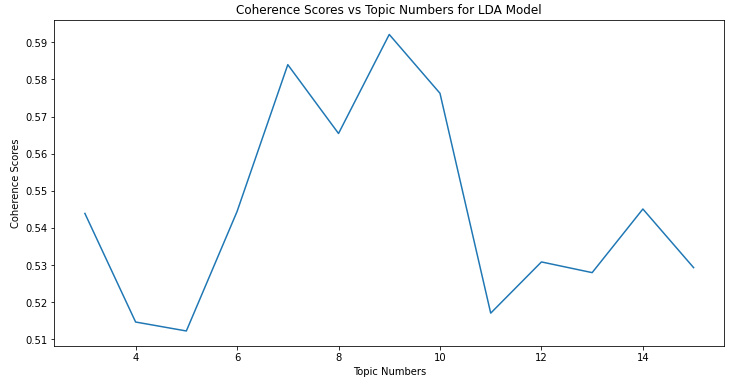 Coherence Scores vs Topic Numbers for LDA Model
0.59
0.58
0.57
0.56
0.55
0.54
0.53
0.52
0.51
Coherence Scores
4 6 8 10 12 14
Topic Numbers